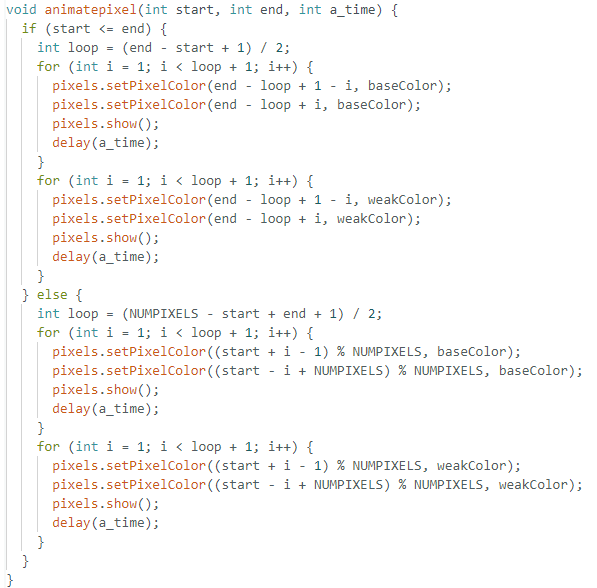 void animatepixel(int start, int end, int a_time) {
  if (start <= end) {
    int loop = (end - start + 1) / 2;
    for (int i = 1; i < loop + 1; i++) {
      pixels.setPixelColor(end - loop + 1 - i, baseColor);
      pixels.setPixelColor(end - loop + i, baseColor);
      pixels.show();
      delay(a_time);
    }
    for (int i = 1; i < loop + 1; i++) {
      pixels.setPixelColor(end - loop + 1 - i, weakColor);
      pixels.setPixelColor(end - loop + i, weakColor);
      pixels.show();
      delay(a_time);
    }
  } else {
    int loop = (NUMPIXELS - start + end + 1) / 2;
    for (int i = 1; i < loop + 1; i++) {
      pixels.setPixelColor((start + i - 1) % NUMPIXELS, baseColor);
      pixels.setPixelColor((start - i + NUMPIXELS) % NUMPIXELS, baseColor);
      pixels.show();
      delay(a_time);
    }
    for (int i = 1; i < loop + 1; i++) {
      pixels.setPixelColor((start + i - 1) % NUMPIXELS, weakColor);
      pixels.setPixelColor((start - i + NUMPIXELS) % NUMPIXELS, weakColor);
      pixels.show();
      delay(a_time);
    }
  }
}